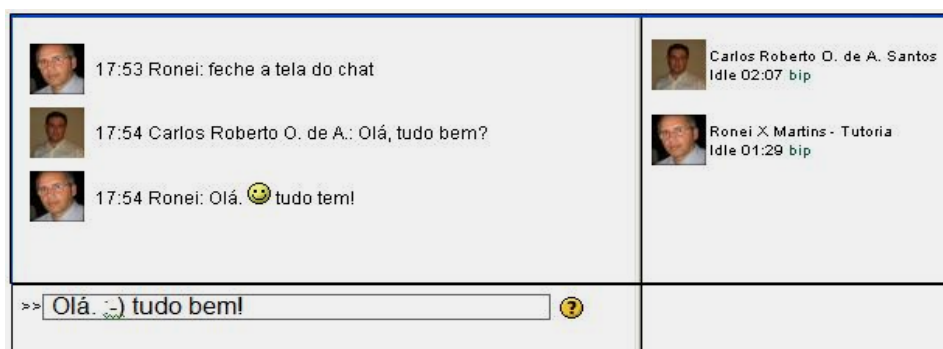 17:53 Ronei: feche a tela do chat
17:54 Carlos Roberto O. de A.: Olá, tudo bem?
17:54 Ronei: Olá. tudo tem!
Carlos Roberto O. de A. Santos
Idle 02:07 bip
Ronei X Martins - Tutoria
Idle 01:29 bip
>> Olá. :-) tudo bem!
?